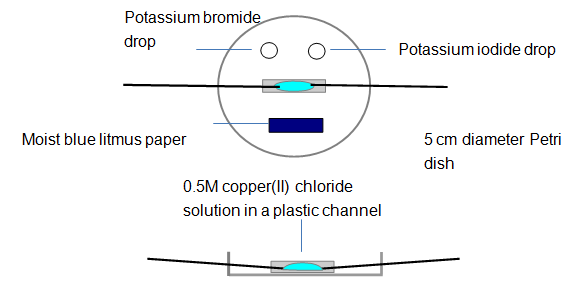 Potassium bromide
drop
Potassium iodide drop
Moist blue litmus paper
5 cm diameter Petri
dish
0.5M copper(II) chloride
solution in a plastic channel